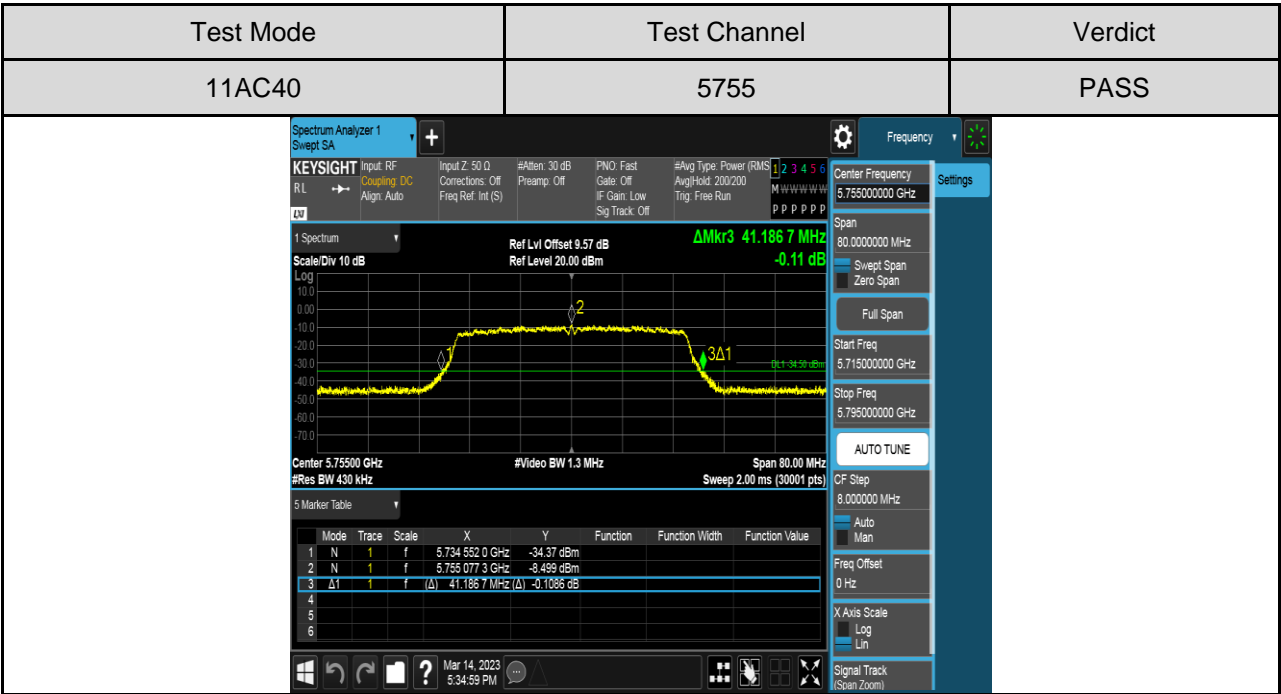 Test Mode Test Channel Verdict
11AC40 5755 PASS
Spectrum Analyzer 1
Swept SA
+
Frequency
KEYSIGHT Input: RF Input Z: 50 Ω #Atten: 30 dB PNO: Fast #Avg Type: Power (RMS 1 2 3 4 5 6
RL Coupling: DC Corrections: Off Preamp: Off Gate: Off Avg|Hold: 200/200 M W W W W W
Align: Auto Freq Ref: Int (S) IF Gain: Low Trig: Free Run
LXI Sig Track: Off P P P P P P
1 Spectrum Ref Lvl Offset 9.57 dB ΔMkr3 41.186 7 MHz
Scale/Div 10 dB Ref Level 20.00 dBm -0.11 dB
Log
10.0
0.00
-10.0
-20.0
-30.0
-40.0
-50.0
-60.0
-70.0
1
2
3Δ1
DL1 -34.50 dBm
Center 5.75500 GHz #Video BW 1.3 MHz Span 80.00 MHz
#Res BW 430 kHz Sweep 2.00 ms (30001 pts)
5 Marker Table
Mode Trace Scale X Y Function Function Width Function Value
1 N 1 f 5.734 552 0 GHz -34.37 dBm
2 N 1 f 5.755 077 3 GHz -8.499 dBm
3 Δ1 1 f (Δ) 41.186 7 MHz (Δ) -0.1086 dB
4
5
6
? Mar 14, 2023
5:34:59 PM
Center Frequency
5.755000000 GHz
Settings
Span
80.0000000 MHz
Swept Span
Zero Span
Full Span
Start Freq
5.715000000 GHz
Stop Freq
5.795000000 GHz
AUTO TUNE
CF Step
8.000000 MHz
Auto
Man
Freq Offset
0 Hz
X Axis Scale
Log
Lin
Signal Track
(Span Zoom)